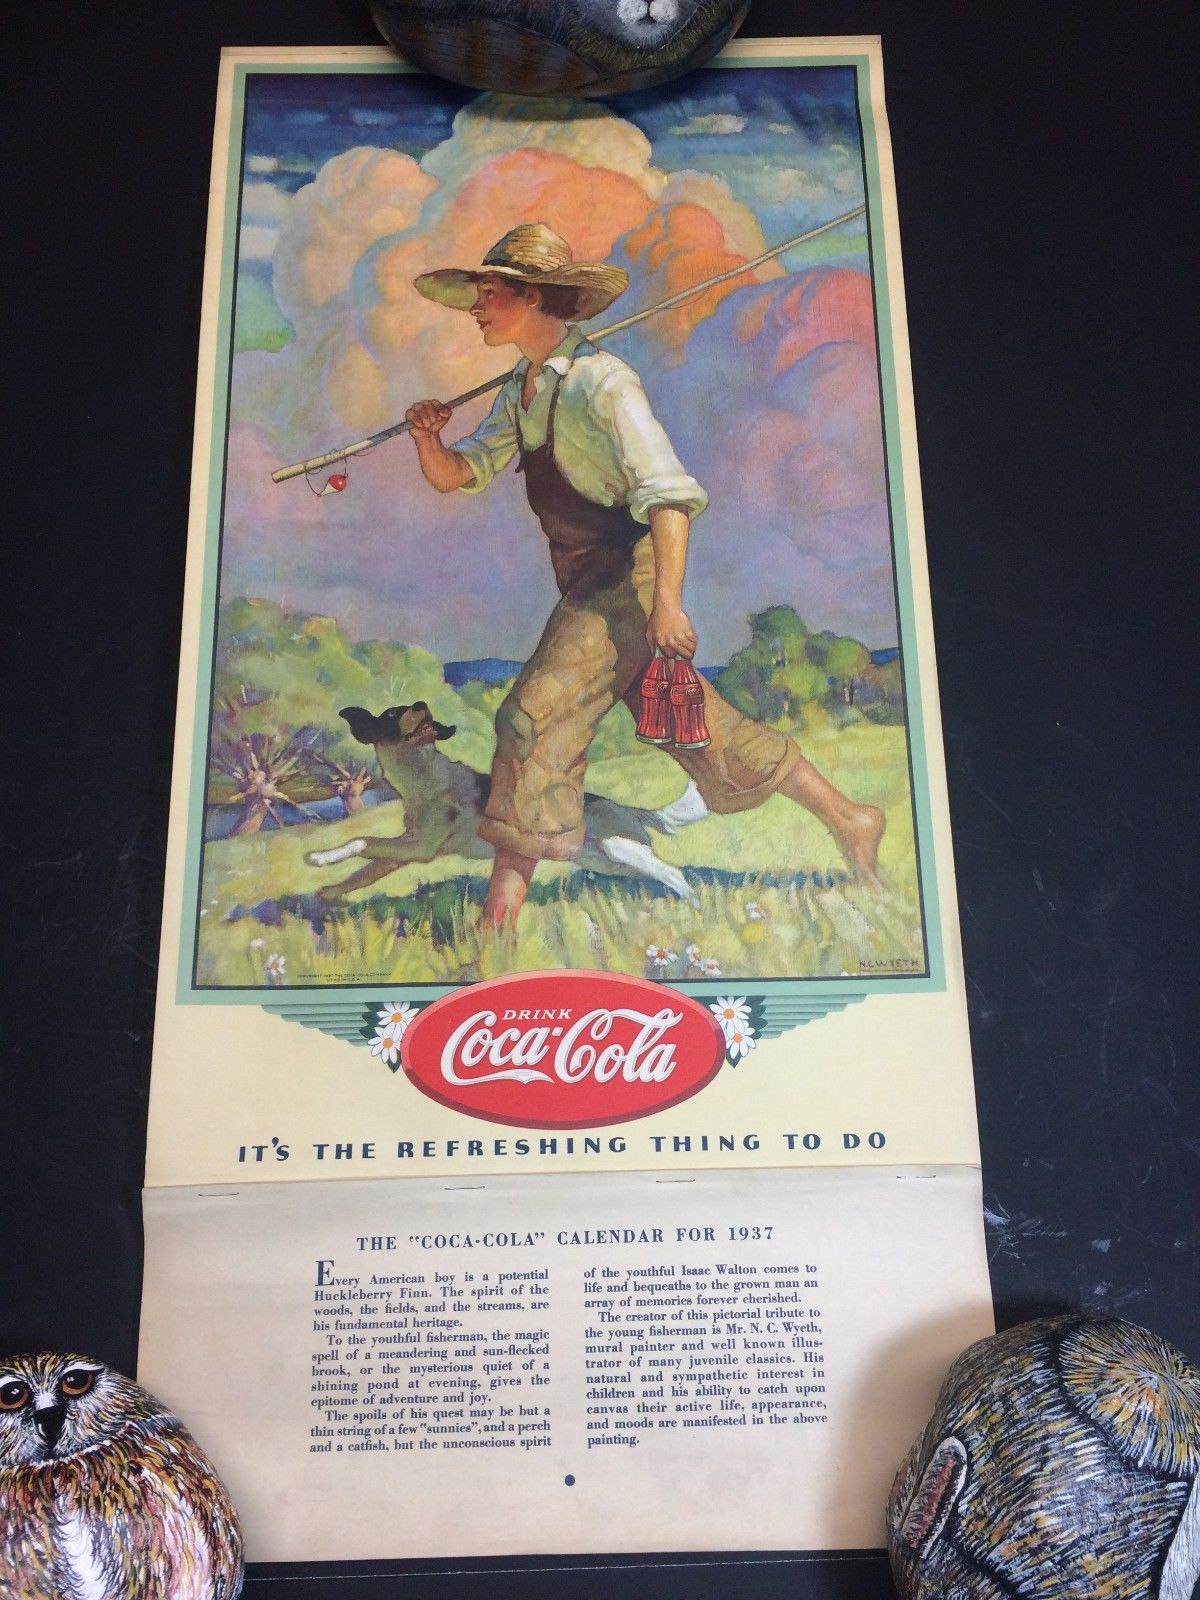 COPYRIGHT 1937 THE COCA-COLA COMPANY
N.C. WYETH
DRINK
Coca-Cola
IT'S THE REFRESHING THING TO DO
THE "COCA-COLA" CALENDAR FOR 1937
Every American boy is a potential
Huckleberry Finn. The spirit of the
woods, the fields, and the streams, are
his fundamental heritage.
To the youthful fisherman, the magic
spell of a meandering and sun-flecked
brook, or the mysterious quiet of a
shining pond at evening, gives the
epitome of adventure and joy.
The spoils of his quest may be but a
thin string of a few "sunnies", and a perch
and a catfish, but the unconscious spirit
of the youthful Isaac Walton comes to
life and bequeaths to the grown man an
array of memories forever cherished.
The creator of this pictorial tribute to
the young fisherman is Mr. N. C. Wyeth,
mural painter and well known illus-
trator of many juvenile classics. His
natural and sympathetic interest in
children and his ability to catch upon
canvas their active life, appearance,
and moods are manifested in the above
painting.